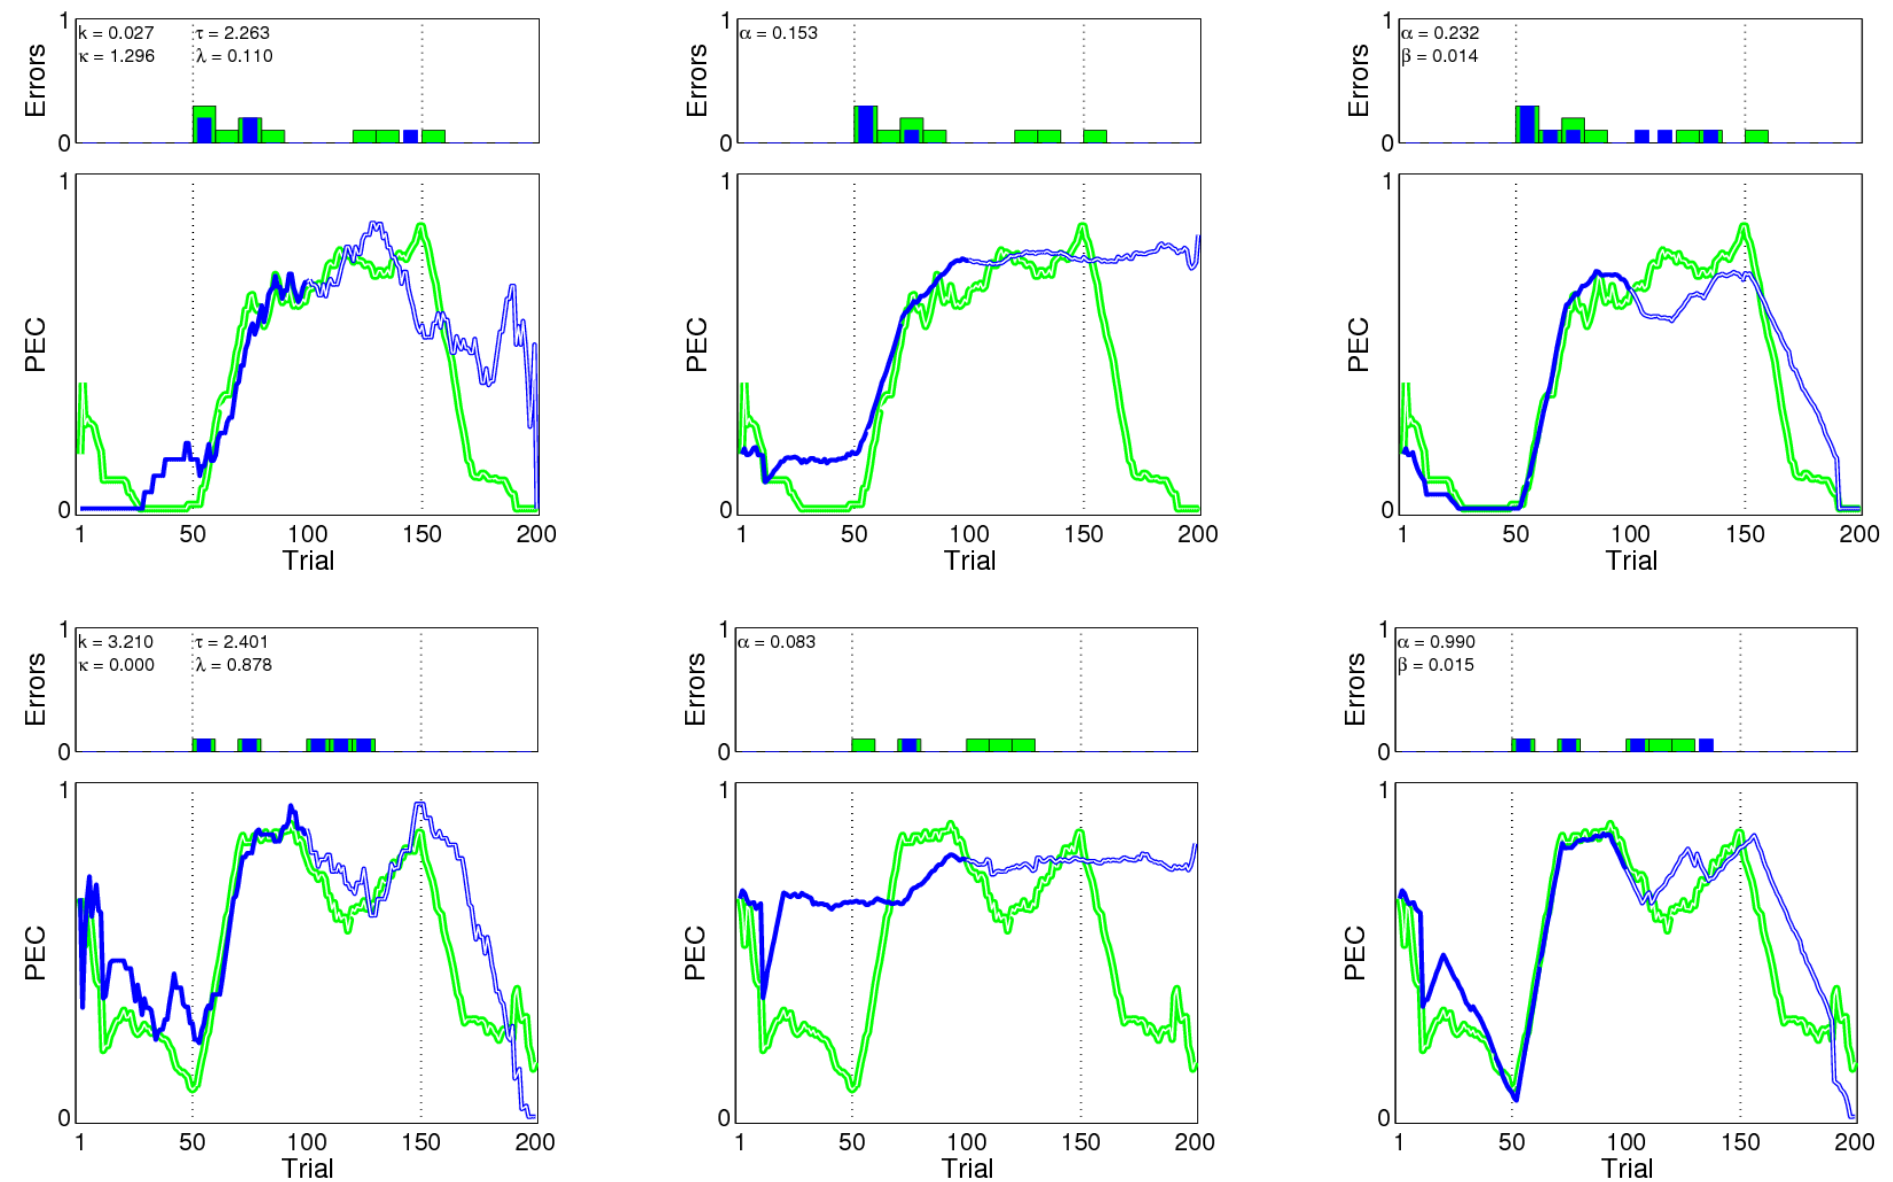 1
Errors
0
k = 0.027
τ = 2.263
κ = 1.296
λ = 0.110
1
PEC
0
1
50
100
150
200
Trial
1
Errors
0
α = 0.153
1
PEC
0
1
50
100
150
200
Trial
1
Errors
0
α = 0.232
β = 0.014
1
PEC
0
1
50
100
150
200
Trial
1
Errors
0
k = 3.210
τ = 2.401
κ = 0.000
λ = 0.878
1
PEC
0
1
50
100
150
200
Trial
1
Errors
0
α = 0.083
1
PEC
0
1
50
100
150
200
Trial
1
Errors
0
α = 0.990
β = 0.015
1
PEC
0
1
50
100
150
200
Trial